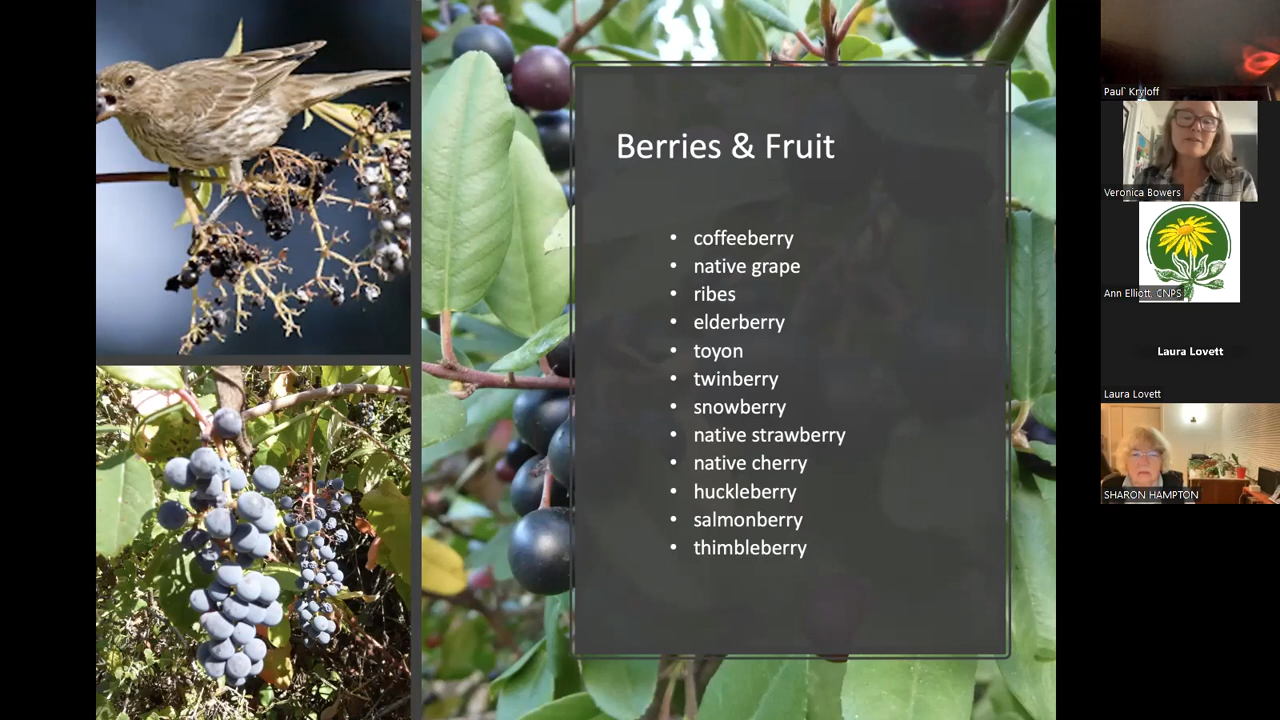 Berries & Fruit
• coffeeberry
• native grape
• ribes
• elderberry
• toyon
• twinberry
• snowberry
• native strawberry
• native cherry
• huckleberry
• salmonberry
• thimbleberry
Paul` Kryloff
Veronica Bowers
Ann Elliott, CNPS
Laura Lovett
Laura Lovett
SHARON HAMPTON